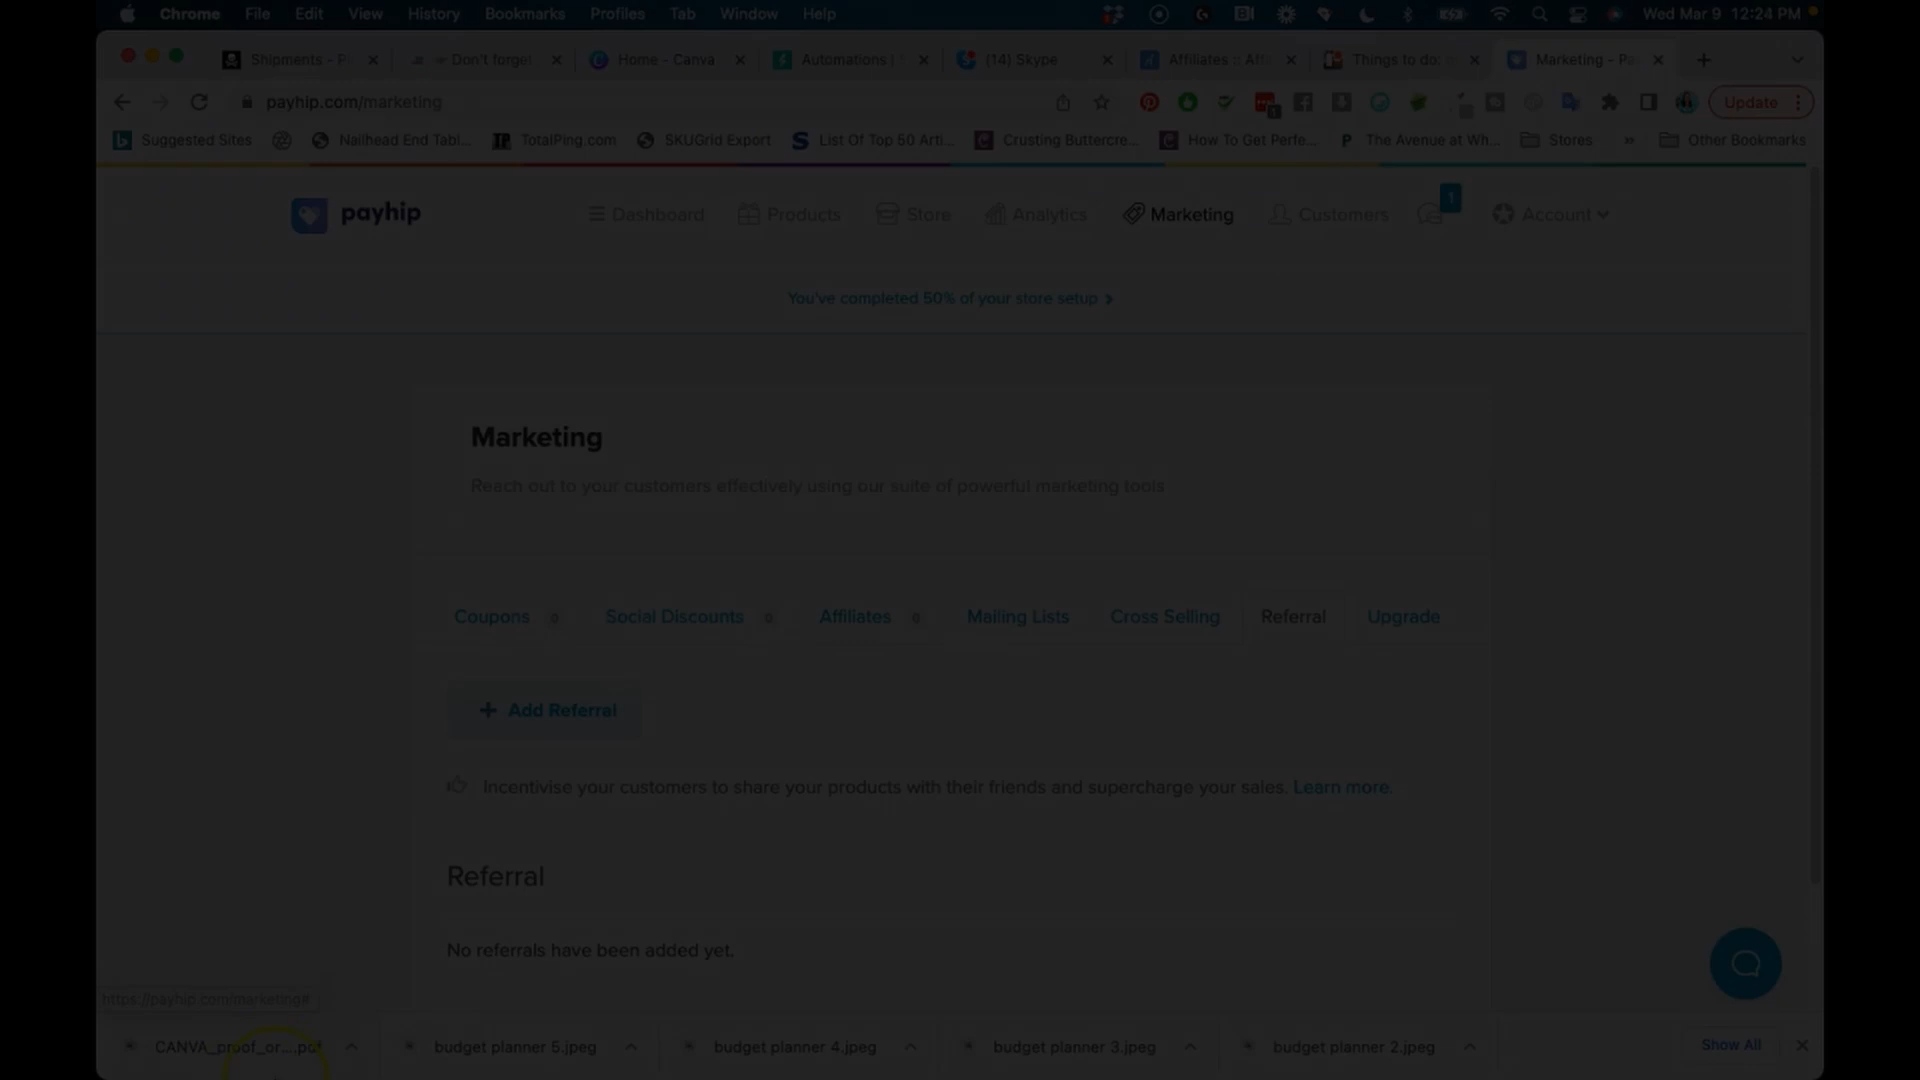 Chrome File Edit View History Bookmarks Profiles Tab Window Help Wed Mar 9 12:24 PM
Shipments - P Don't forget Home - Canva Automations | (14) Skype Affiliates :: Aff Things to do: Marketing - Pa
payhip.com/marketing Update
Suggested Sites Nailhead End Tabl... TotalPing.com SKUGrid Export List Of Top 50 Arti... Crusting Buttercre... How To Get Perfe... The Avenue at Wh... Stores » Other Bookmarks
payhip Dashboard Products Store Analytics Marketing Customers 1 Account
You've completed 50% of your store setup
Marketing
Reach out to your customers effectively using our suite of powerful marketing tools
Coupons 0 Social Discounts 0 Affiliates 0 Mailing Lists Cross Selling Referral Upgrade
+ Add Referral
Incentivise your customers to share your products with their friends and supercharge your sales. Learn more.
Referral
No referrals have been added yet.
https://payhip.com/marketing#
CANVA_proof_or....pdf budget planner 5.jpeg budget planner 4.jpeg budget planner 3.jpeg budget planner 2.jpeg Show All